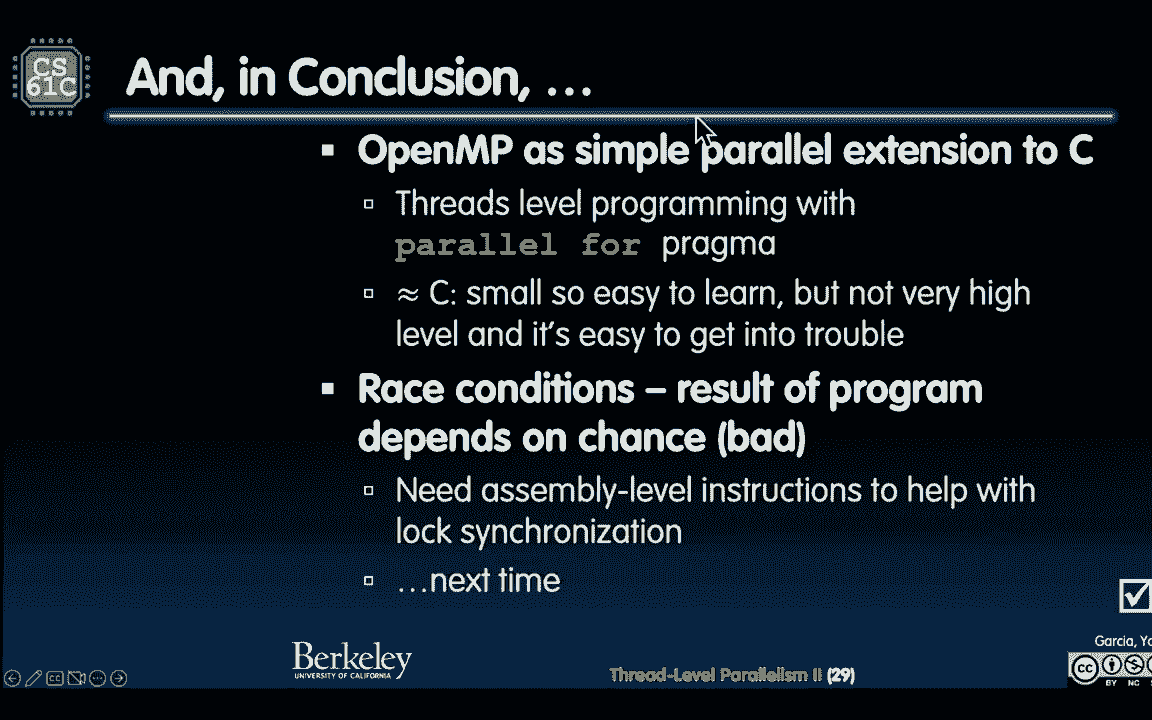 CS
61C
And, in Conclusion, …
OpenMP as simple parallel extension to C
Threads level programming with
parallel for pragma
≈ C: small so easy to learn, but not very high
level and it's easy to get into trouble
Race conditions – result of program
depends on chance (bad)
Need assembly-level instructions to help with
lock synchronization
…next time
Berkeley
UNIVERSITY OF CALIFORNIA
Thread-Level Parallelism II (29)
Garcia,
CC
BY NC